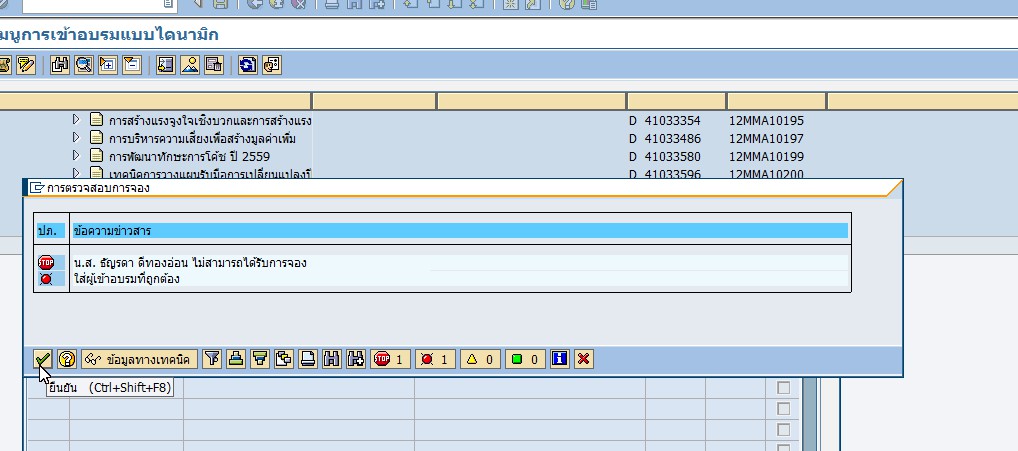 มนูการเข้าอบรมแบบไดนามิก
การสร้างแรงจูงใจเชิงบวกและการสร้างแรง D 41033354 12MMA10195
การบริหารความเสี่ยงเพื่อสร้างมูลค่าเพิ่ม D 41033486 12MMA10197
การพัฒนาทักษะการโค้ช ปี 2559 D 41033580 12MMA10199
เทคนิคการวางแผนรับมือการเปลี่ยนแปลงปี D 41033596 12MMA10200
การตรวจสอบการจอง
ปภ. ข้อความข่าวสาร
STOP น.ส. ธัญรดา ดีทองอ่อน ไม่สามารถได้รับการจอง
ใส่ผู้เข้าอบรมที่ถูกต้อง
ข้อมูลทางเทคนิค STOP 1 1 0 0
ยืนยัน (Ctrl+Shift+F8)